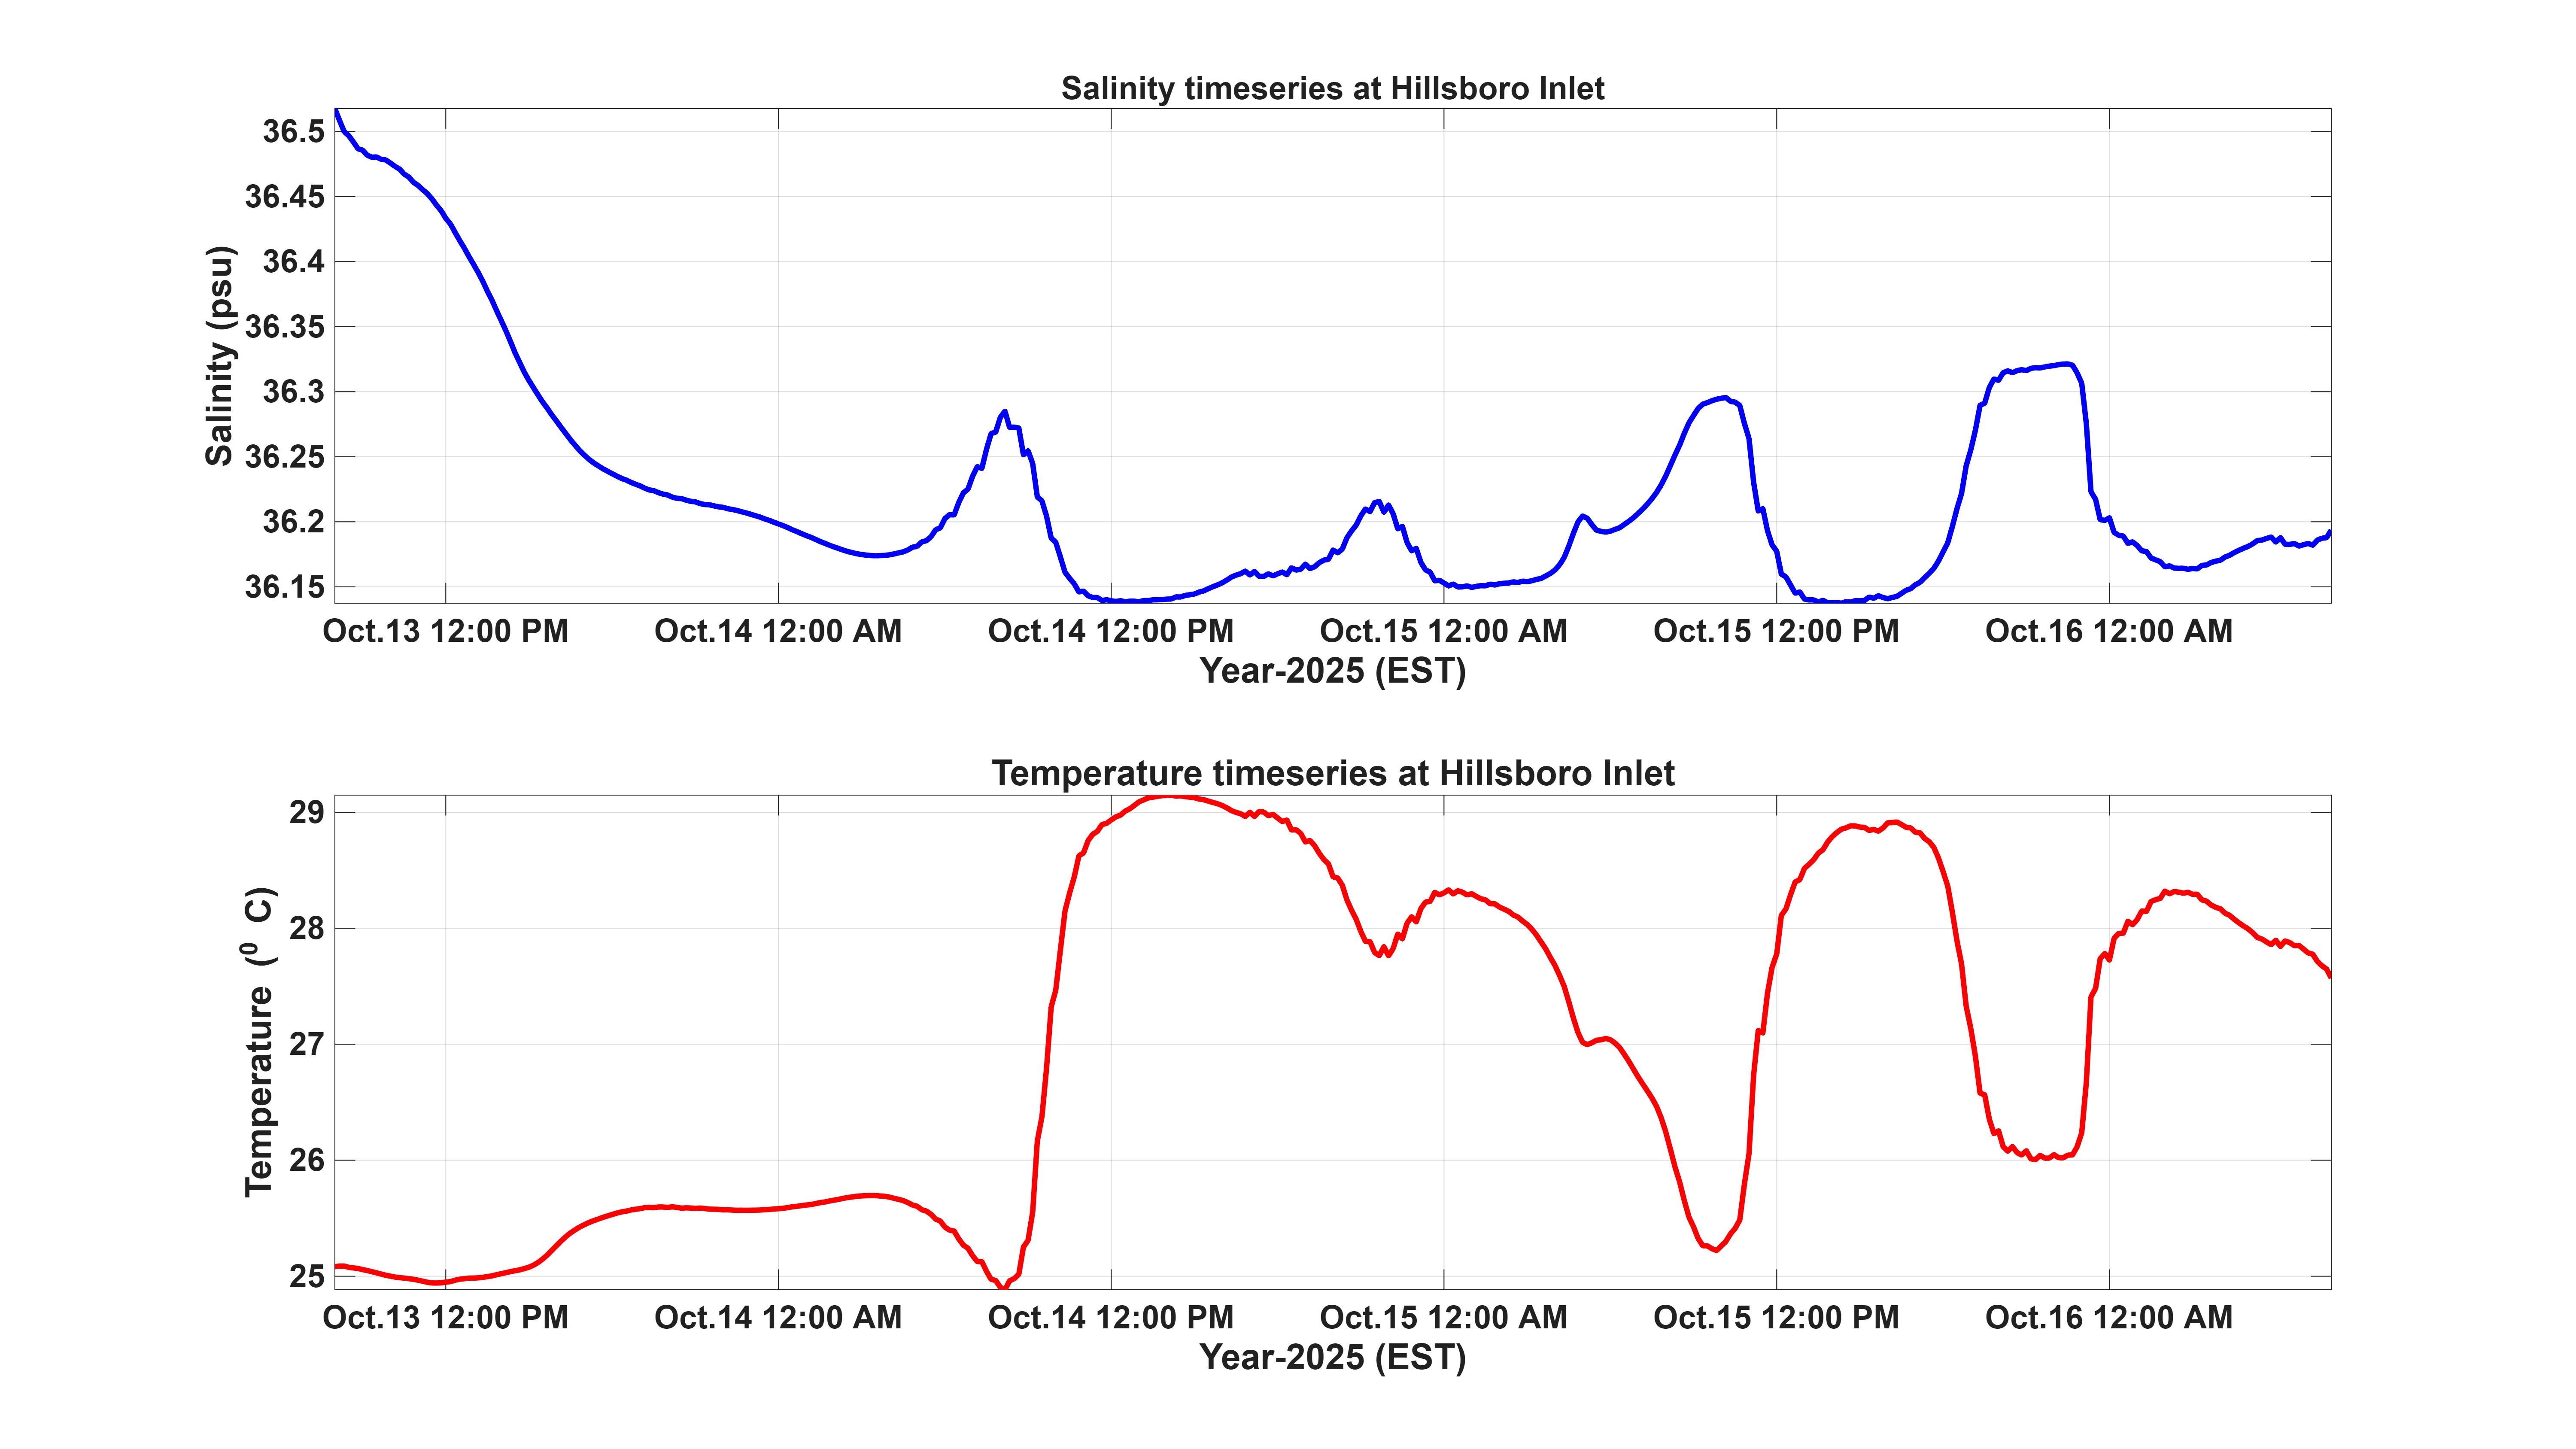 Salinity timeseries at Hillsboro Inlet
36.5
36.45
36.4
36.35
36.3
36.25
36.2
36.15
Salinity (psu)
Oct.13 12:00 PM Oct.14 12:00 AM Oct.14 12:00 PM Oct.15 12:00 AM Oct.15 12:00 PM Oct.16 12:00 AM
Year-2025 (EST)
Temperature timeseries at Hillsboro Inlet
29
28
27
26
25
Temperature (⁰ C)
Oct.13 12:00 PM Oct.14 12:00 AM Oct.14 12:00 PM Oct.15 12:00 AM Oct.15 12:00 PM Oct.16 12:00 AM
Year-2025 (EST)